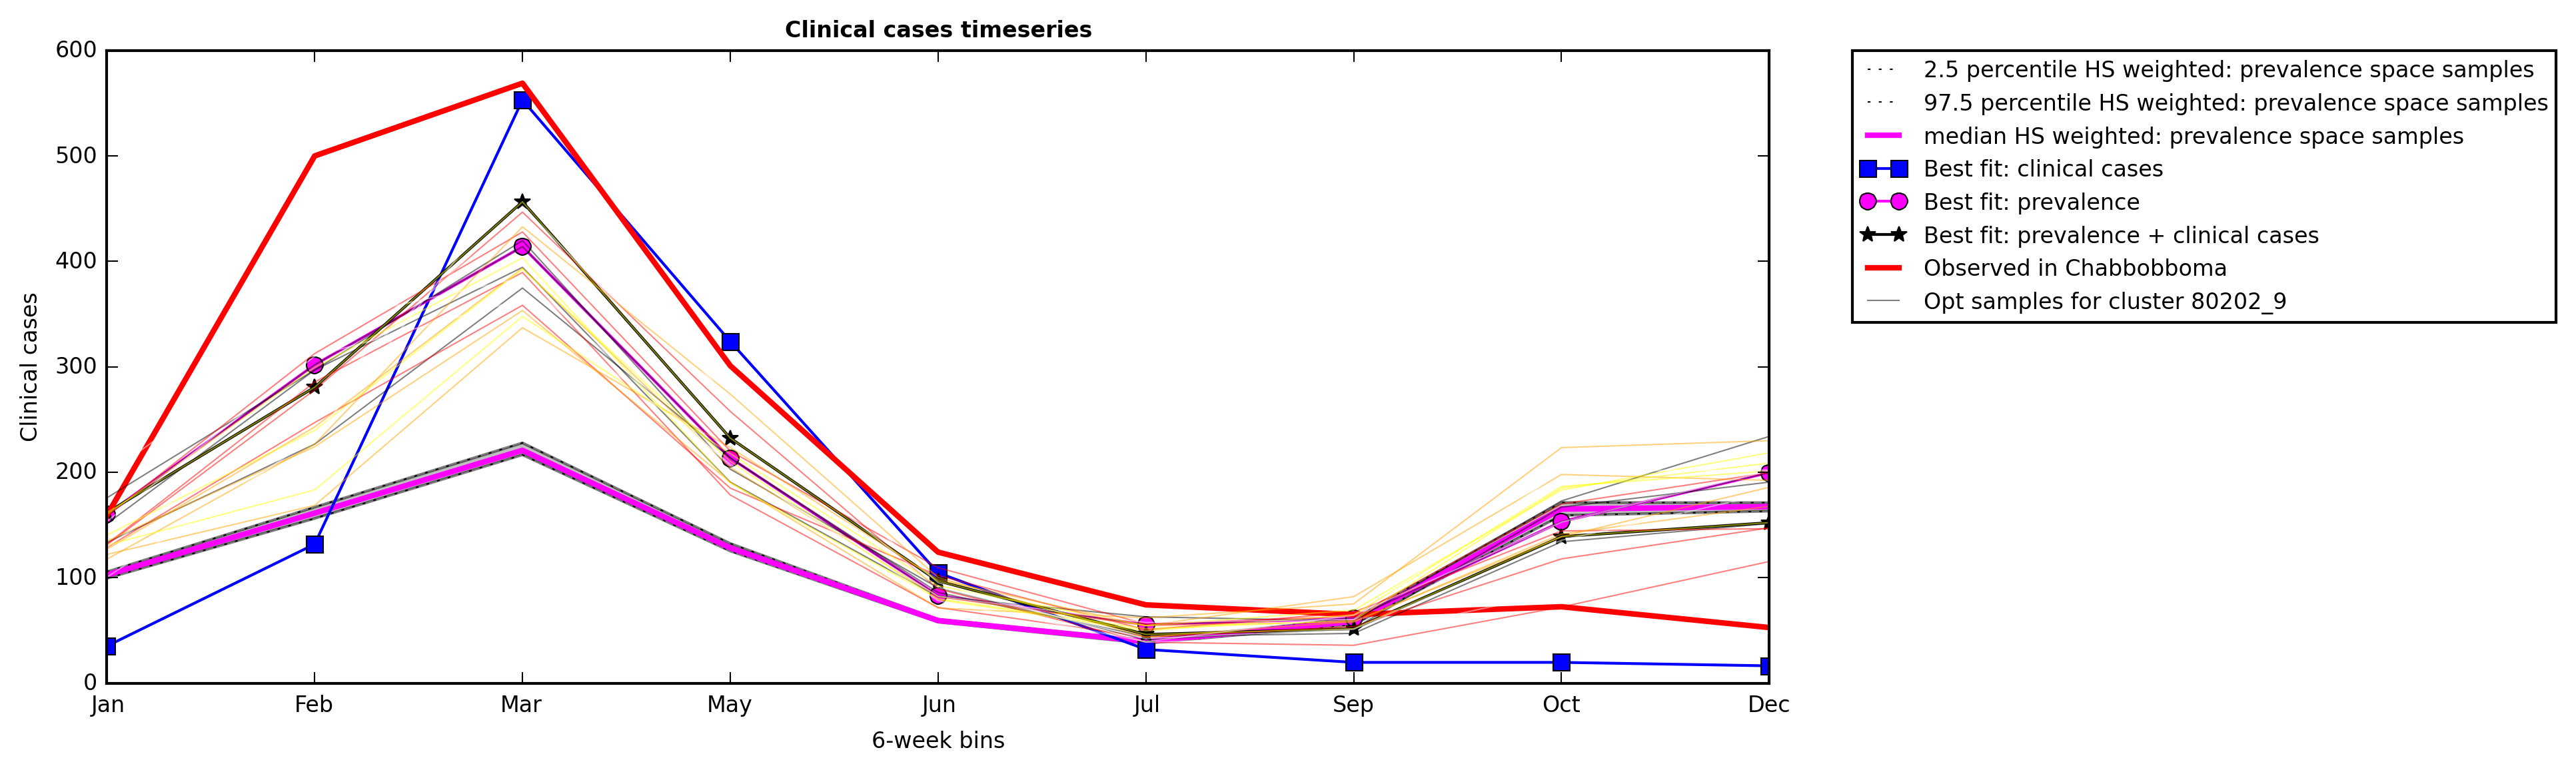 Clinical cases timeseries
600
500
400
300
200
100
0
Clinical cases
Jan Feb Mar May Jun Jul Sep Oct Dec
6-week bins
2.5 percentile HS weighted: prevalence space samples
97.5 percentile HS weighted: prevalence space samples
median HS weighted: prevalence space samples
Best fit: clinical cases
Best fit: prevalence
Best fit: prevalence + clinical cases
Observed in Chabbobboma
Opt samples for cluster 80202_9